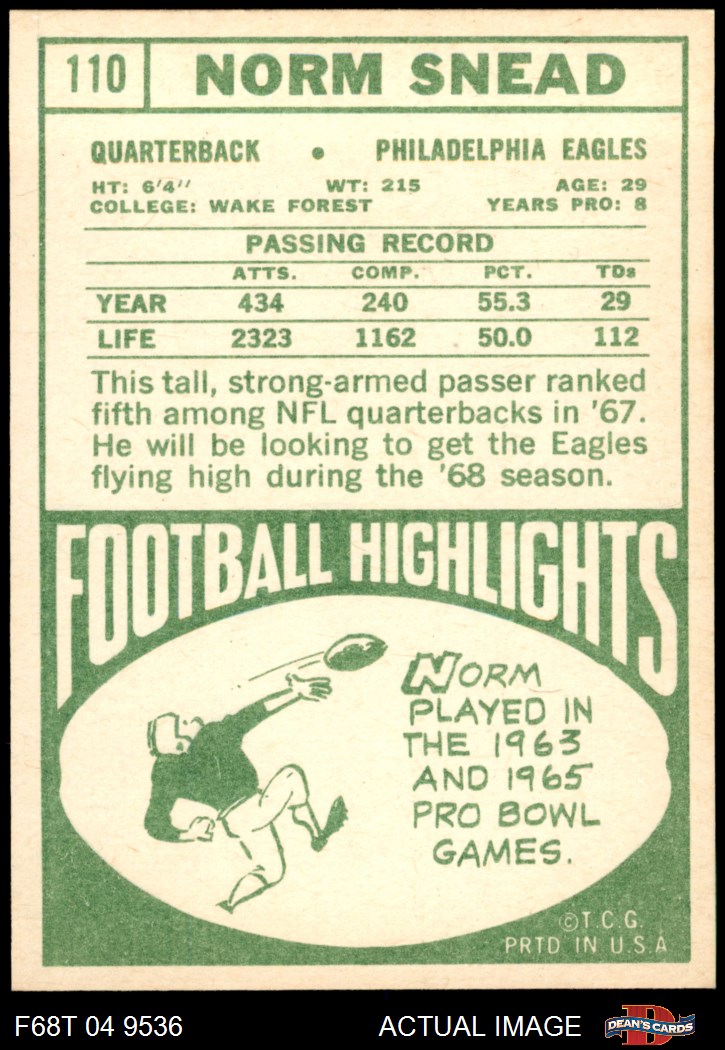 110 NORM SNEAD
QUARTERBACK • PHILADELPHIA EAGLES
HT: 6'4" WT: 215 AGE: 29
COLLEGE: WAKE FOREST YEARS PRO: 8
PASSING RECORD
ATTS. COMP. PCT. TDs
YEAR 434 240 55.3 29
LIFE 2323 1162 50.0 112
This tall, strong-armed passer ranked
fifth among NFL quarterbacks in '67.
He will be looking to get the Eagles
flying high during the '68 season.
FOOTBALL HIGHLIGHTS
NORM
PLAYED IN
THE 1963
AND 1965
PRO BOWL
GAMES.
©T.C.G.
PRTD IN U.S.A
F68T 04 9536 ACTUAL IMAGE D DEAN'S CARDS